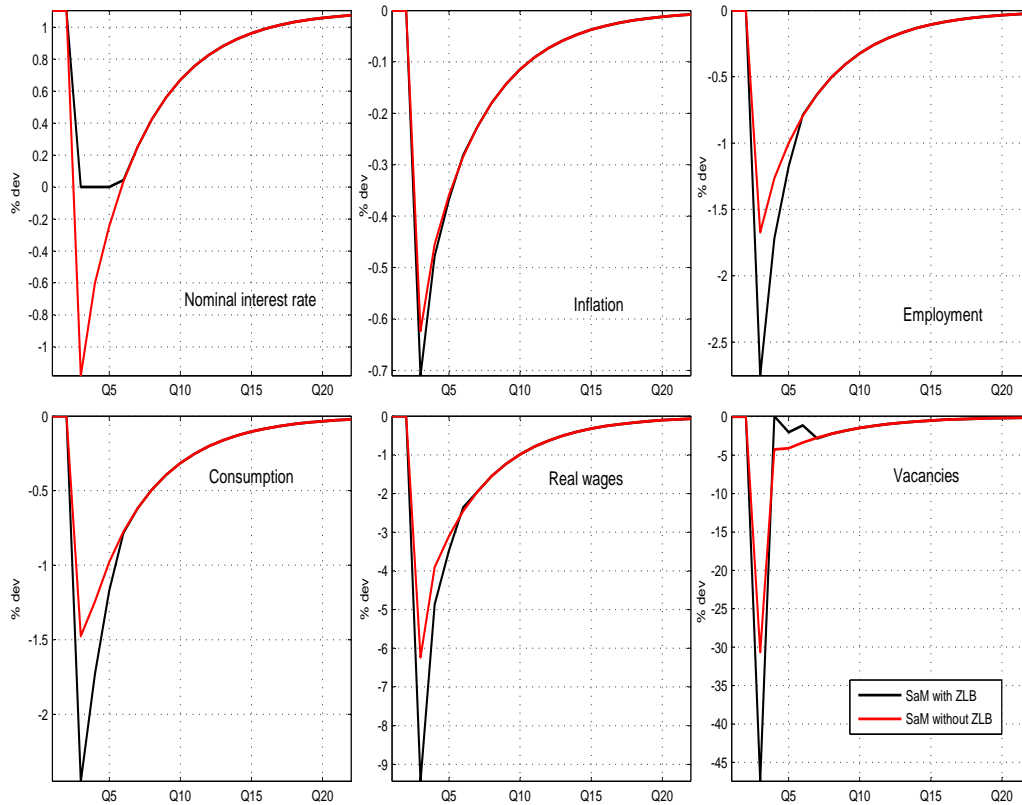 1
0.8
0.6
0.4
0.2
0
-0.2
-0.4
-0.6
-0.8
-1
% dev
Nominal interest rate
Q5 Q10 Q15 Q20
0
-0.1
-0.2
-0.3
-0.4
-0.5
-0.6
-0.7
% dev
Inflation
Q5 Q10 Q15 Q20
0
-0.5
-1
-1.5
-2
-2.5
% dev
Employment
Q5 Q10 Q15 Q20
0
-0.5
-1
-1.5
-2
% dev
Consumption
Q5 Q10 Q15 Q20
0
-1
-2
-3
-4
-5
-6
-7
-8
-9
% dev
Real wages
Q5 Q10 Q15 Q20
0
-5
-10
-15
-20
-25
-30
-35
-40
-45
% dev
Vacancies
SaM with ZLB
SaM without ZLB
Q5 Q10 Q15 Q20